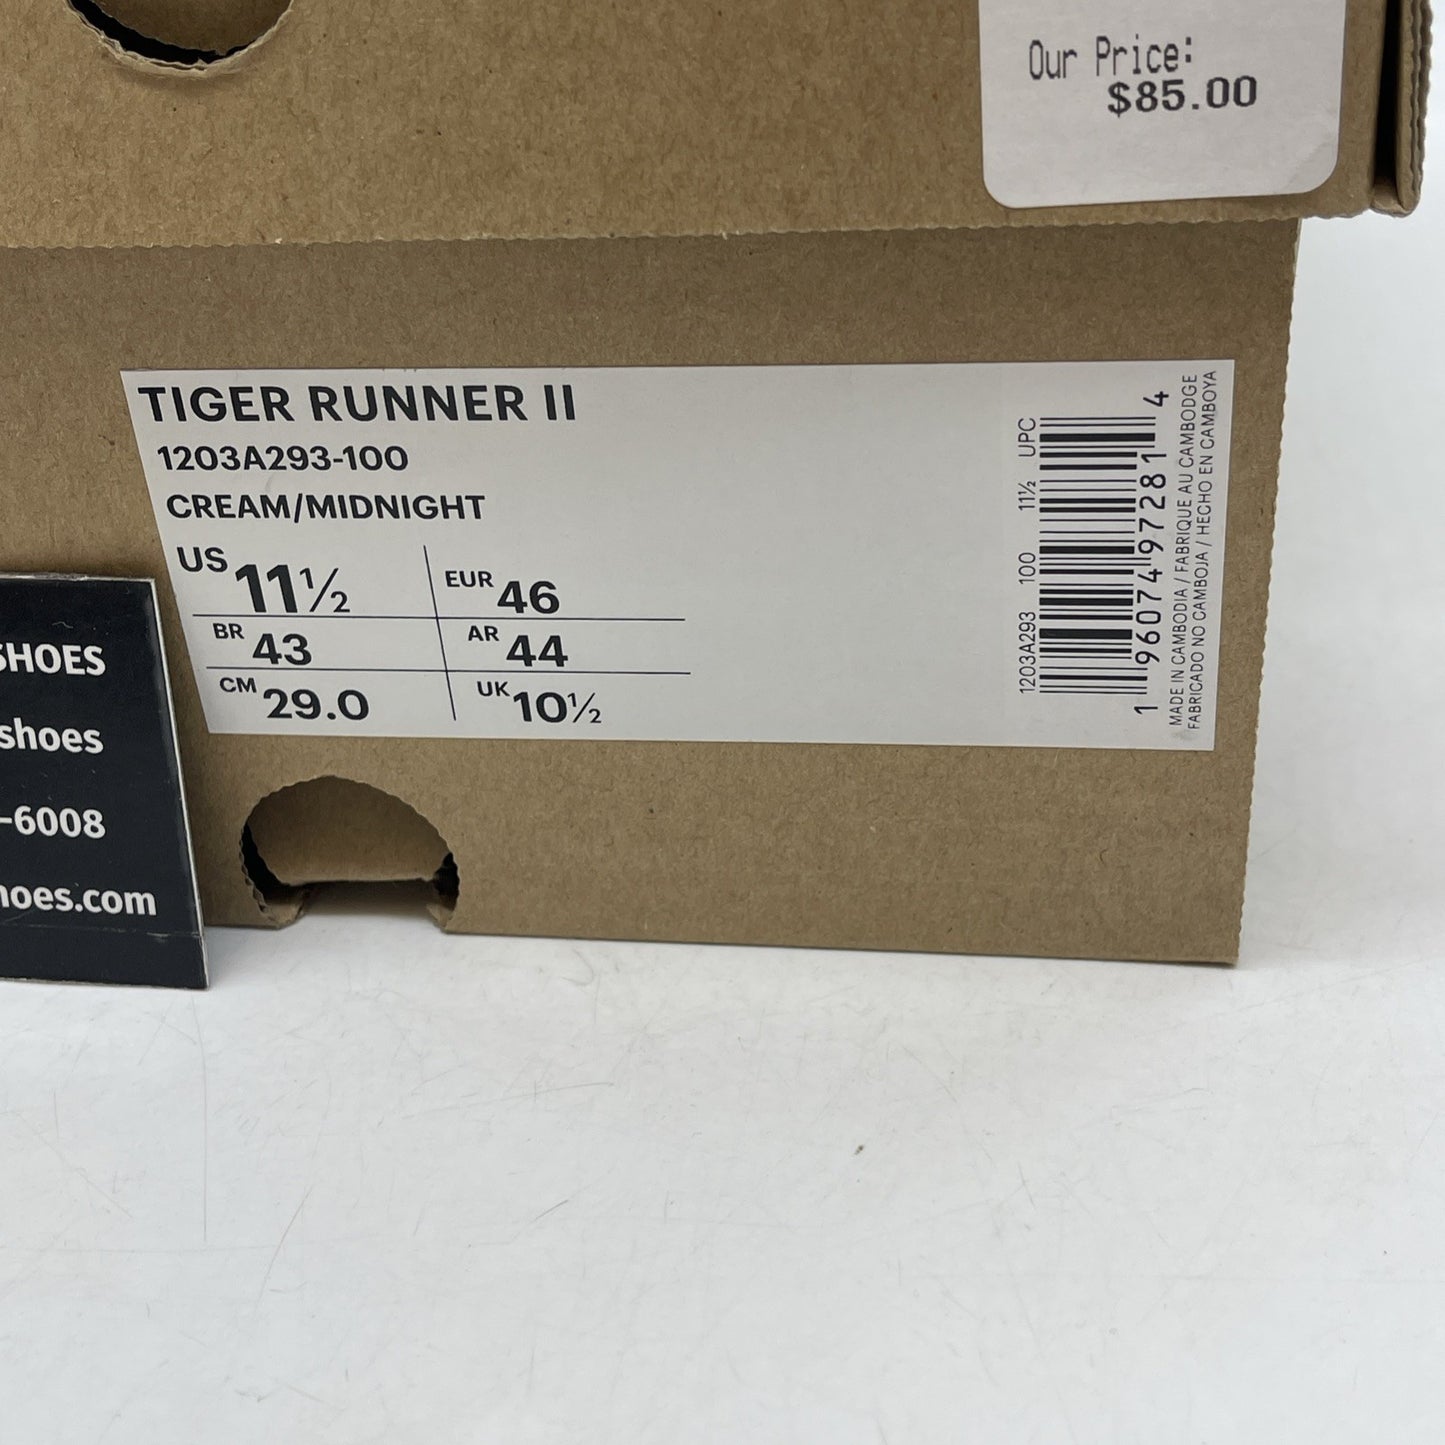 Our Price:
$85.00
TIGER RUNNER II
1203A293-100
CREAM/MIDNIGHT
US 11½ EUR 46
BR 43 AR 44
CM 29.0 UK 10½
1203A293 100 11½ UPC
1 96074 97281 4
MADE IN CAMBODIA / FABRIQUE AU CAMBODGE
FABRICADO NO CAMBOJA / HECHO EN CAMBOYA
SHOES
shoes
-6008
hoes.com